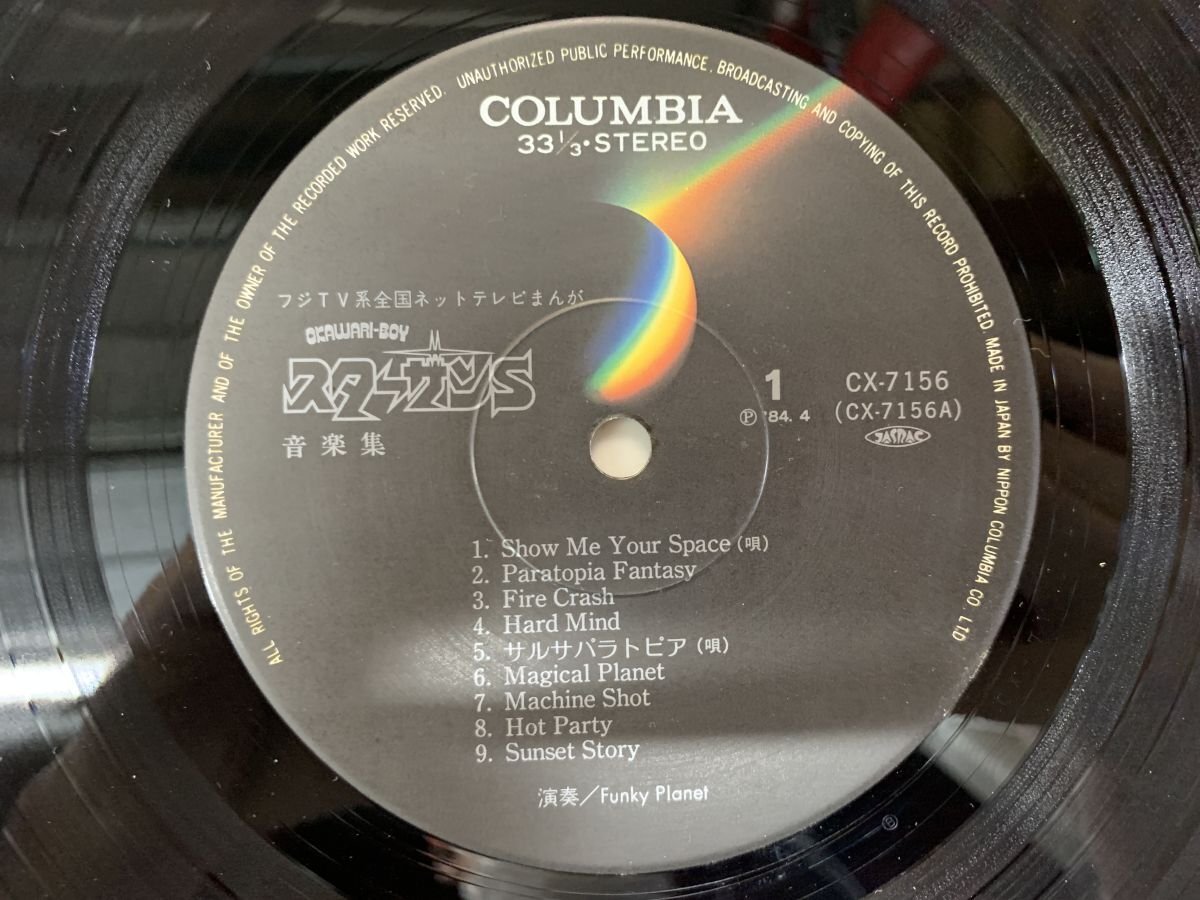 ALL RIGHTS OF THE MANUFACTURER AND OF THE OWNER OF THE RECORDED WORK RESERVED. UNAUTHORIZED PUBLIC PERFORMANCE. BROADCASTING AND COPYING OF THIS RECORD PROHIBITED. MADE IN JAPAN BY NIPPON COLUMBIA CO. LTD
COLUMBIA
33 1/3・STEREO
フジTV系全国ネットテレビまんが
OKAWARI-BOY
スターザンS
音楽集
1
Ⓟ '84. 4
CX-7156
(CX-7156A)
JASRAC
1. Show Me Your Space (唄)
2. Paratopia Fantasy
3. Fire Crash
4. Hard Mind
5. サルサパラトピア (唄)
6. Magical Planet
7. Machine Shot
8. Hot Party
9. Sunset Story
演奏/Funky Planet
Ⓑ